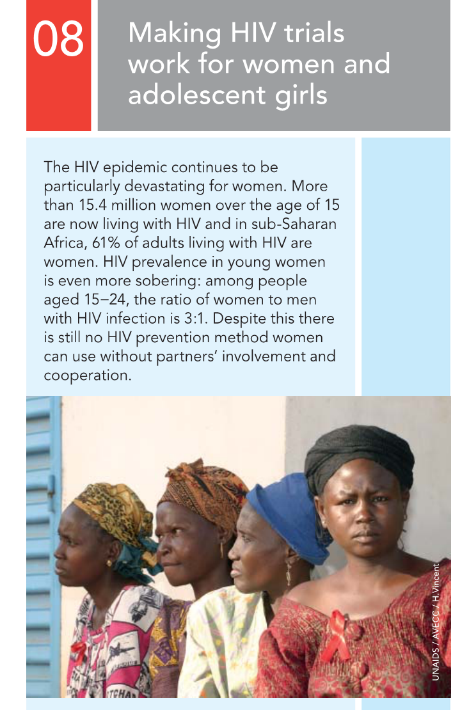 08
Making HIV trials
work for women and
adolescent girls
The HIV epidemic continues to be
particularly devastating for women. More
than 15.4 million women over the age of 15
are now living with HIV and in sub-Saharan
Africa, 61% of adults living with HIV are
women. HIV prevalence in young women
is even more sobering: among people
aged 15–24, the ratio of women to men
with HIV infection is 3:1. Despite this there
is still no HIV prevention method women
can use without partners' involvement and
cooperation.
UNAIDS / AVECC / H.Vincent